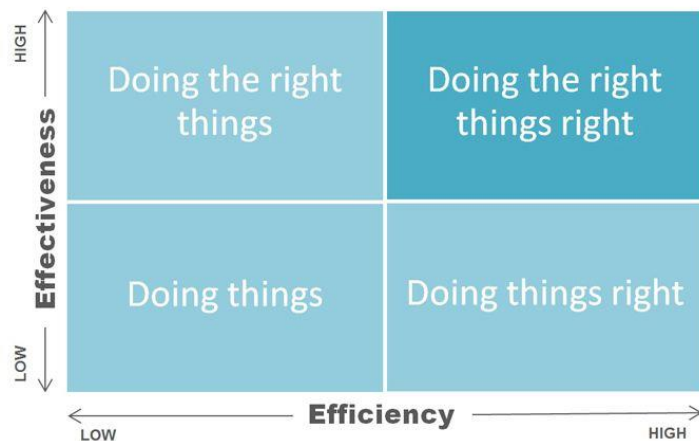 HIGH
Effectiveness
LOW
Doing the right
things
Doing the right
things right
Doing things
Doing things right
Efficiency
LOW
HIGH